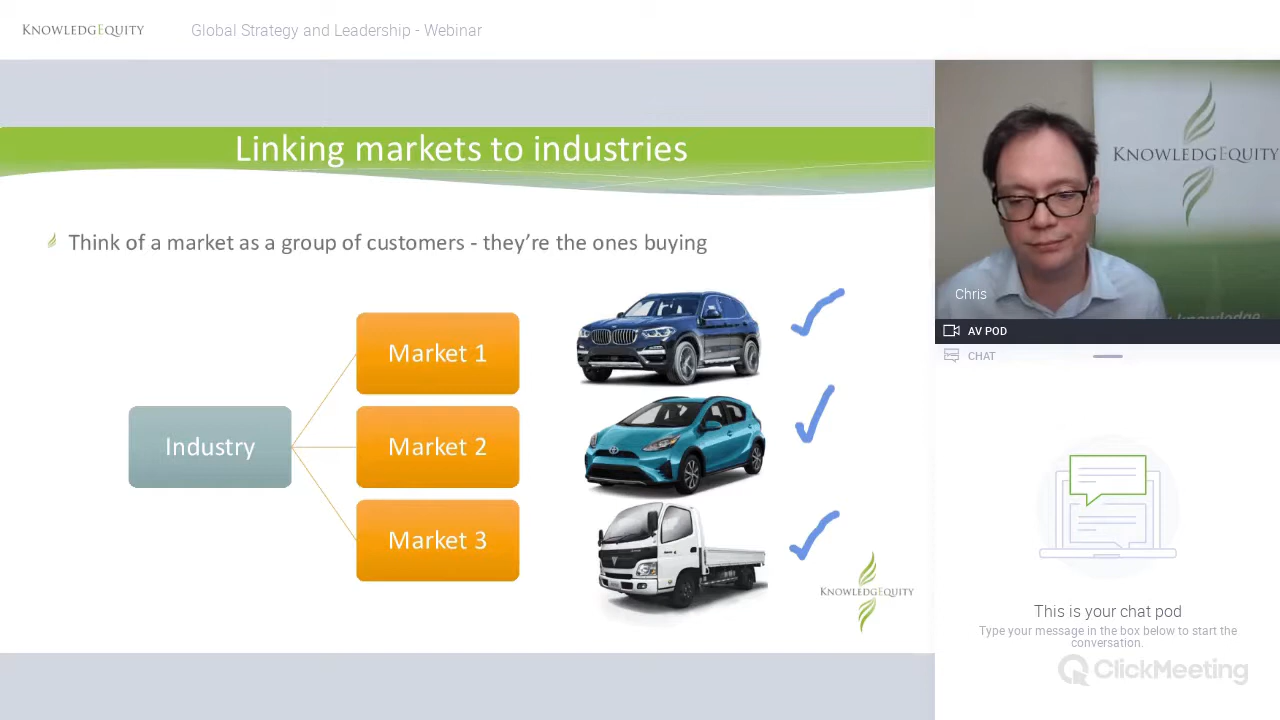 KNOWLEDGEQUITY
Global Strategy and Leadership - Webinar
Linking markets to industries
Think of a market as a group of customers - they’re the ones buying
Industry
Market 1
Market 2
Market 3
KNOWLEDGEQUITY
KNOWLEDGEQUITY
knowledge
Chris
AV POD
CHAT
This is your chat pod
Type your message in the box below to start the
conversation.
ClickMeeting